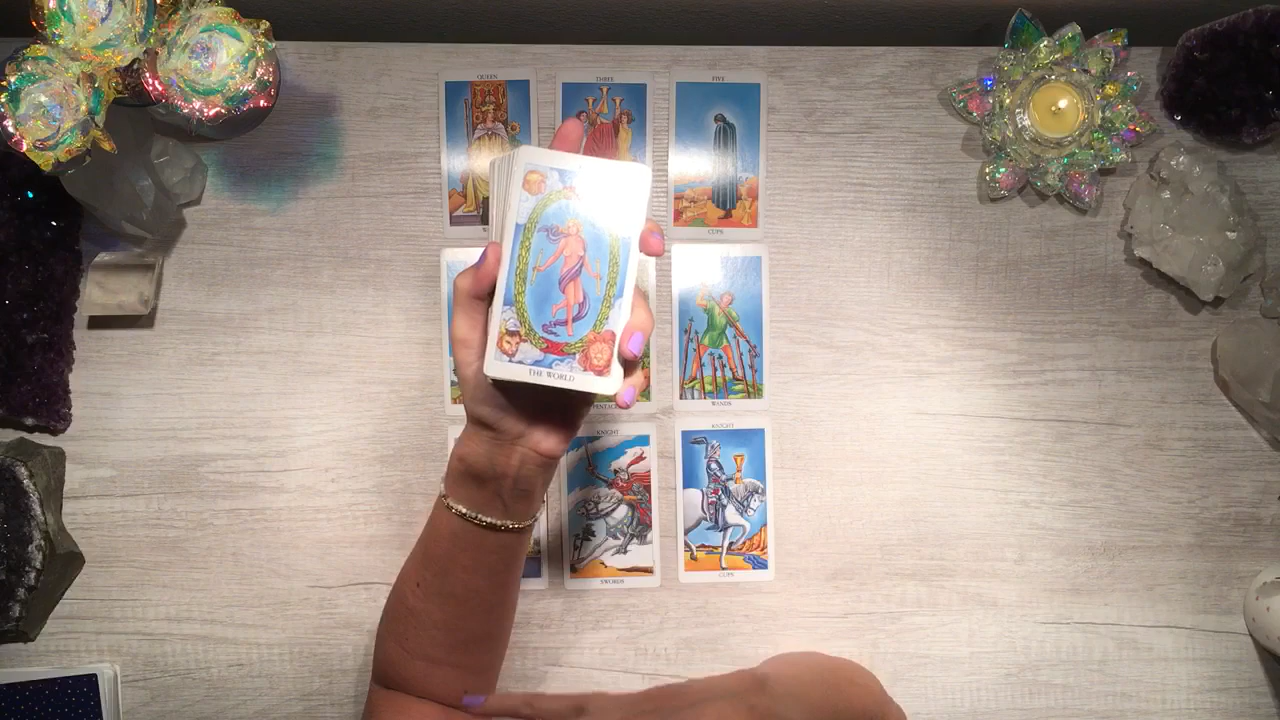 QUEEN
THREE
FIVE
CUPS
THE WORLD
WANDS
KNIGHT
KNIGHT
SWORDS
CUPS